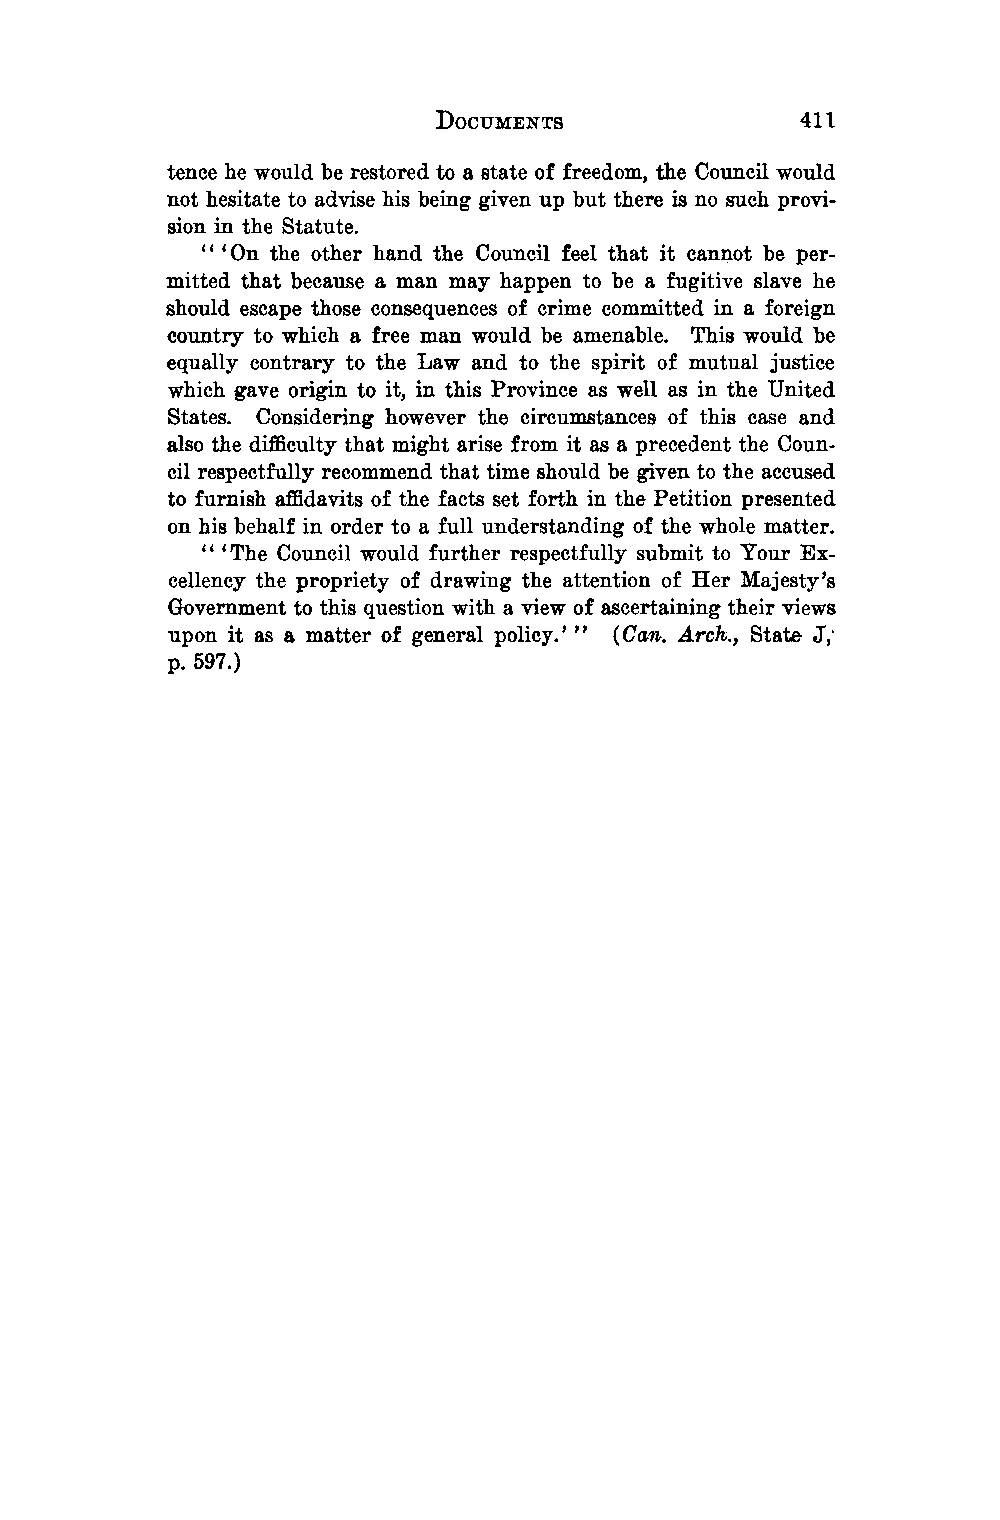 DOCUMENTS 411
tence he would be restored to a state of freedom, the Council would
not hesitate to advise his being given up but there is no such provi-
sion in the Statute.
“ ‘On the other hand the Council feel that it cannot be per-
mitted that because a man may happen to be a fugitive slave he
should escape those consequences of crime committed in a foreign
country to which a free man would be amenable. This would be
equally contrary to the Law and to the spirit of mutual justice
which gave origin to it, in this Province as well as in the United
States. Considering however the circumstances of this case and
also the difficulty that might arise from it as a precedent the Coun-
cil respectfully recommend that time should be given to the accused
to furnish affidavits of the facts set forth in the Petition presented
on his behalf in order to a full understanding of the whole matter.
“ ‘The Council would further respectfully submit to Your Ex-
cellency the propriety of drawing the attention of Her Majesty's
Government to this question with a view of ascertaining their views
upon it as a matter of general policy.’ ” (Can. Arch., State J,
p. 597.)